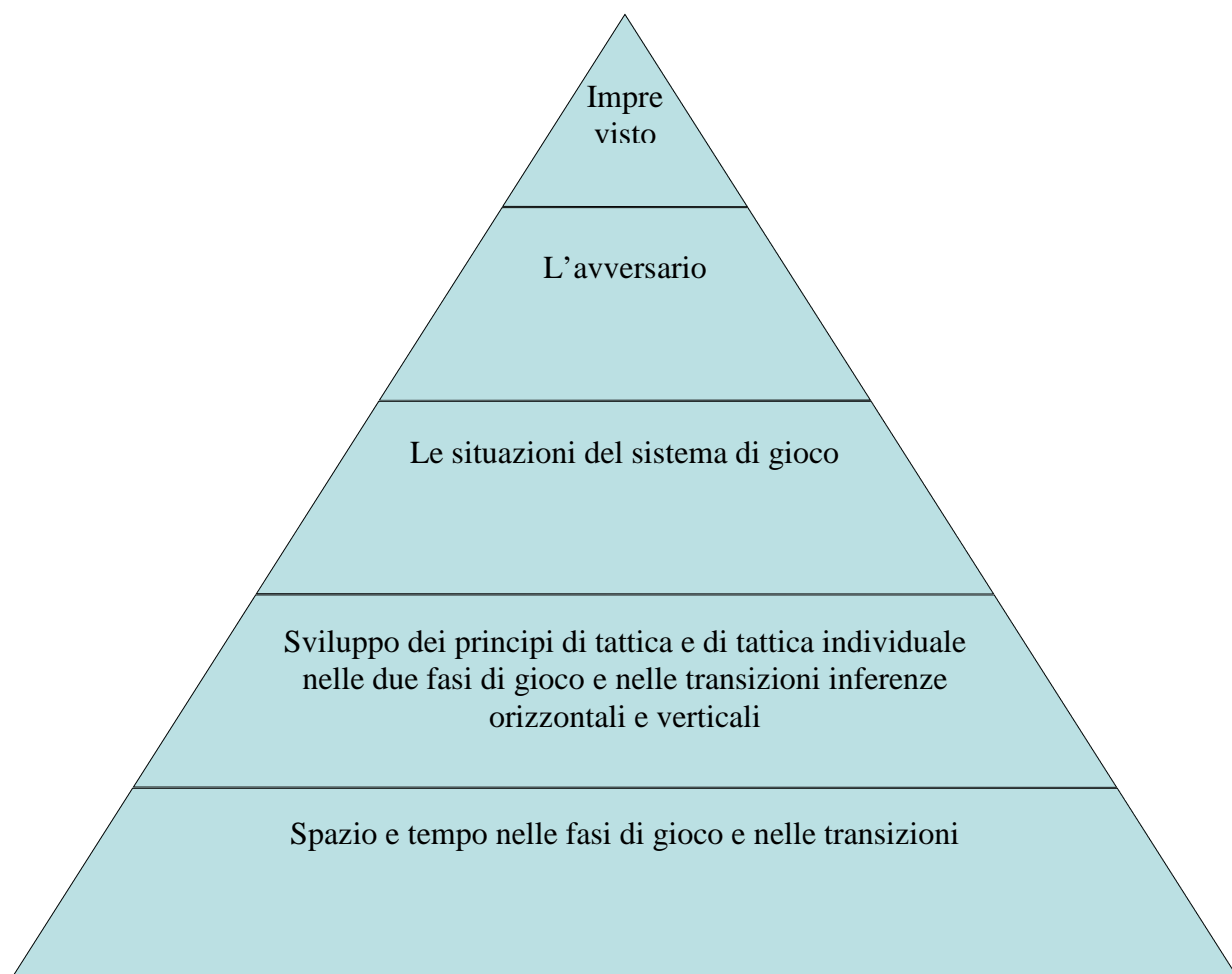 Impre
visto
L'avversario
Le situazioni del sistema di gioco
Sviluppo dei principi di tattica e di tattica individuale
nelle due fasi di gioco e nelle transizioni inferenze
orizzontali e verticali
Spazio e tempo nelle fasi di gioco e nelle transizioni